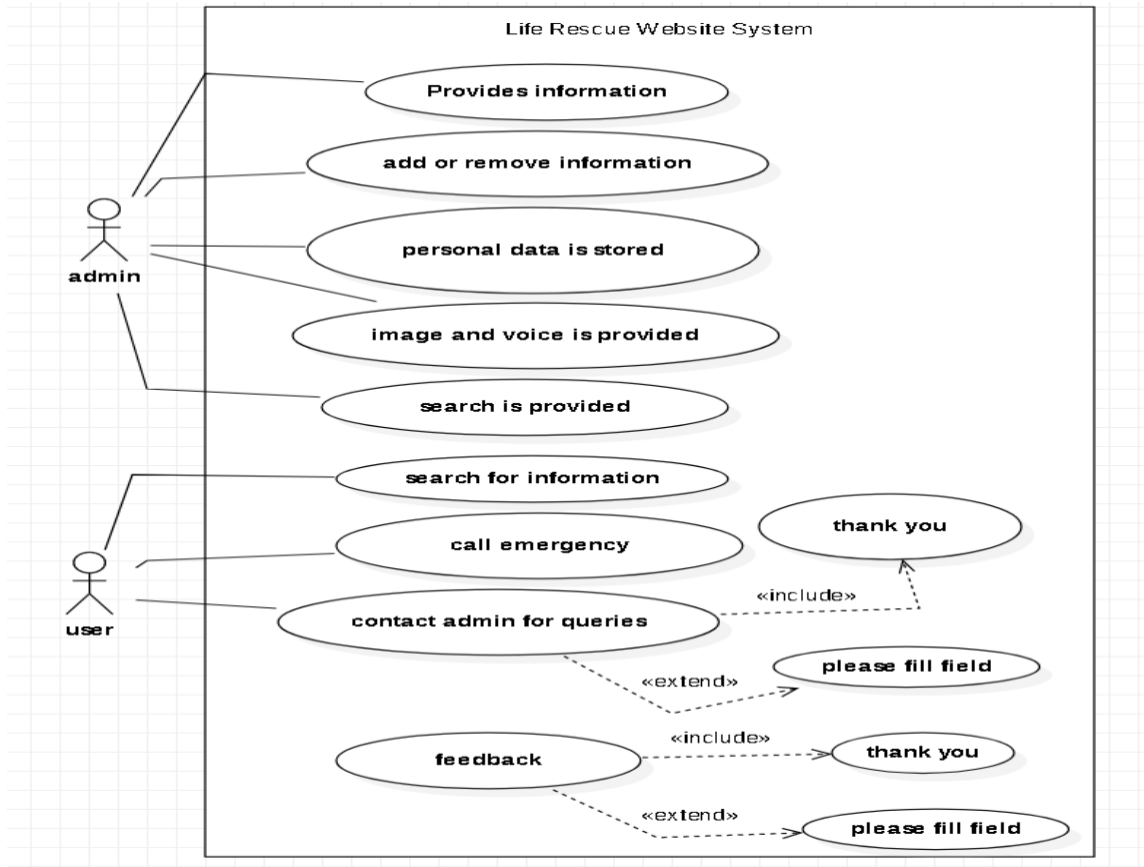 Life Rescue Website System
Provides information
add or remove information
admin
personal data is stored
image and voice is provided
search is provided
search for information
thank you
call emergency
user
«include»
contact admin for queries
please fill field
«extend»
«include»
feedback
thank you
«extend»
please fill field